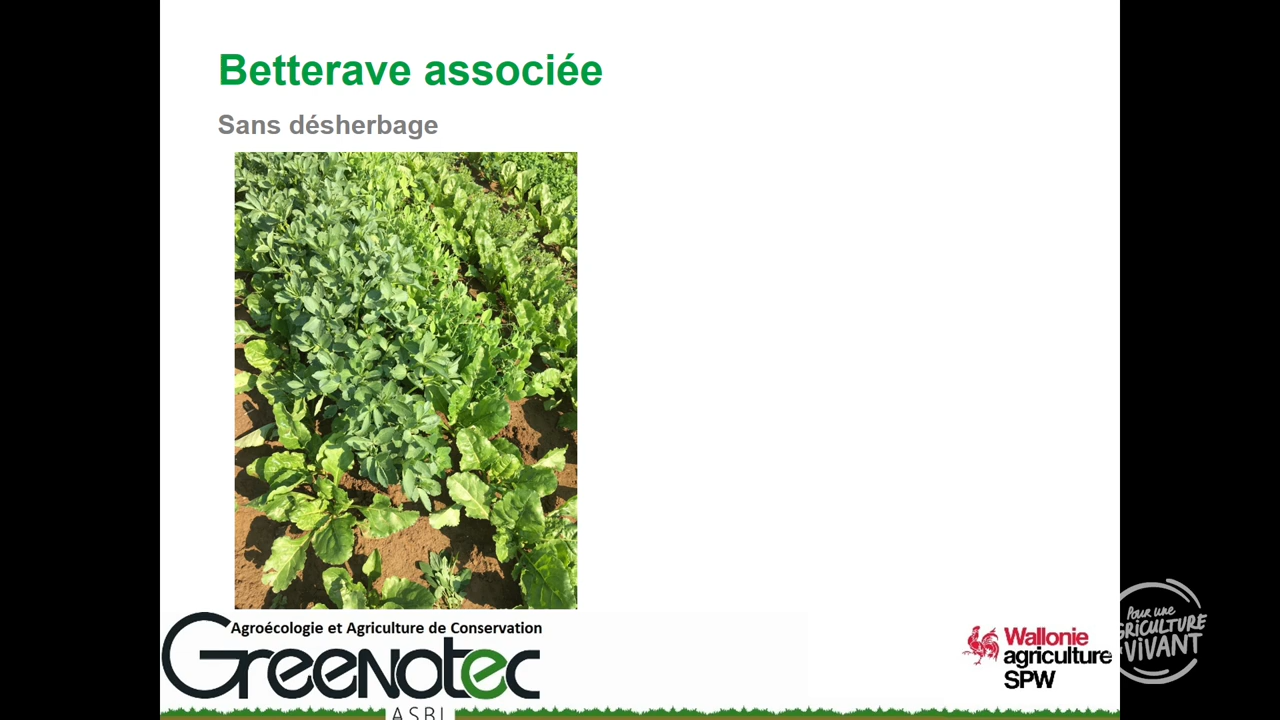 Betterave associée
Sans désherbage
Agroécologie et Agriculture de Conservation
GREENOTEC
ASBL
Wallonie
agriculture
SPW
Pour une
AGRICULTURE
VIVANT